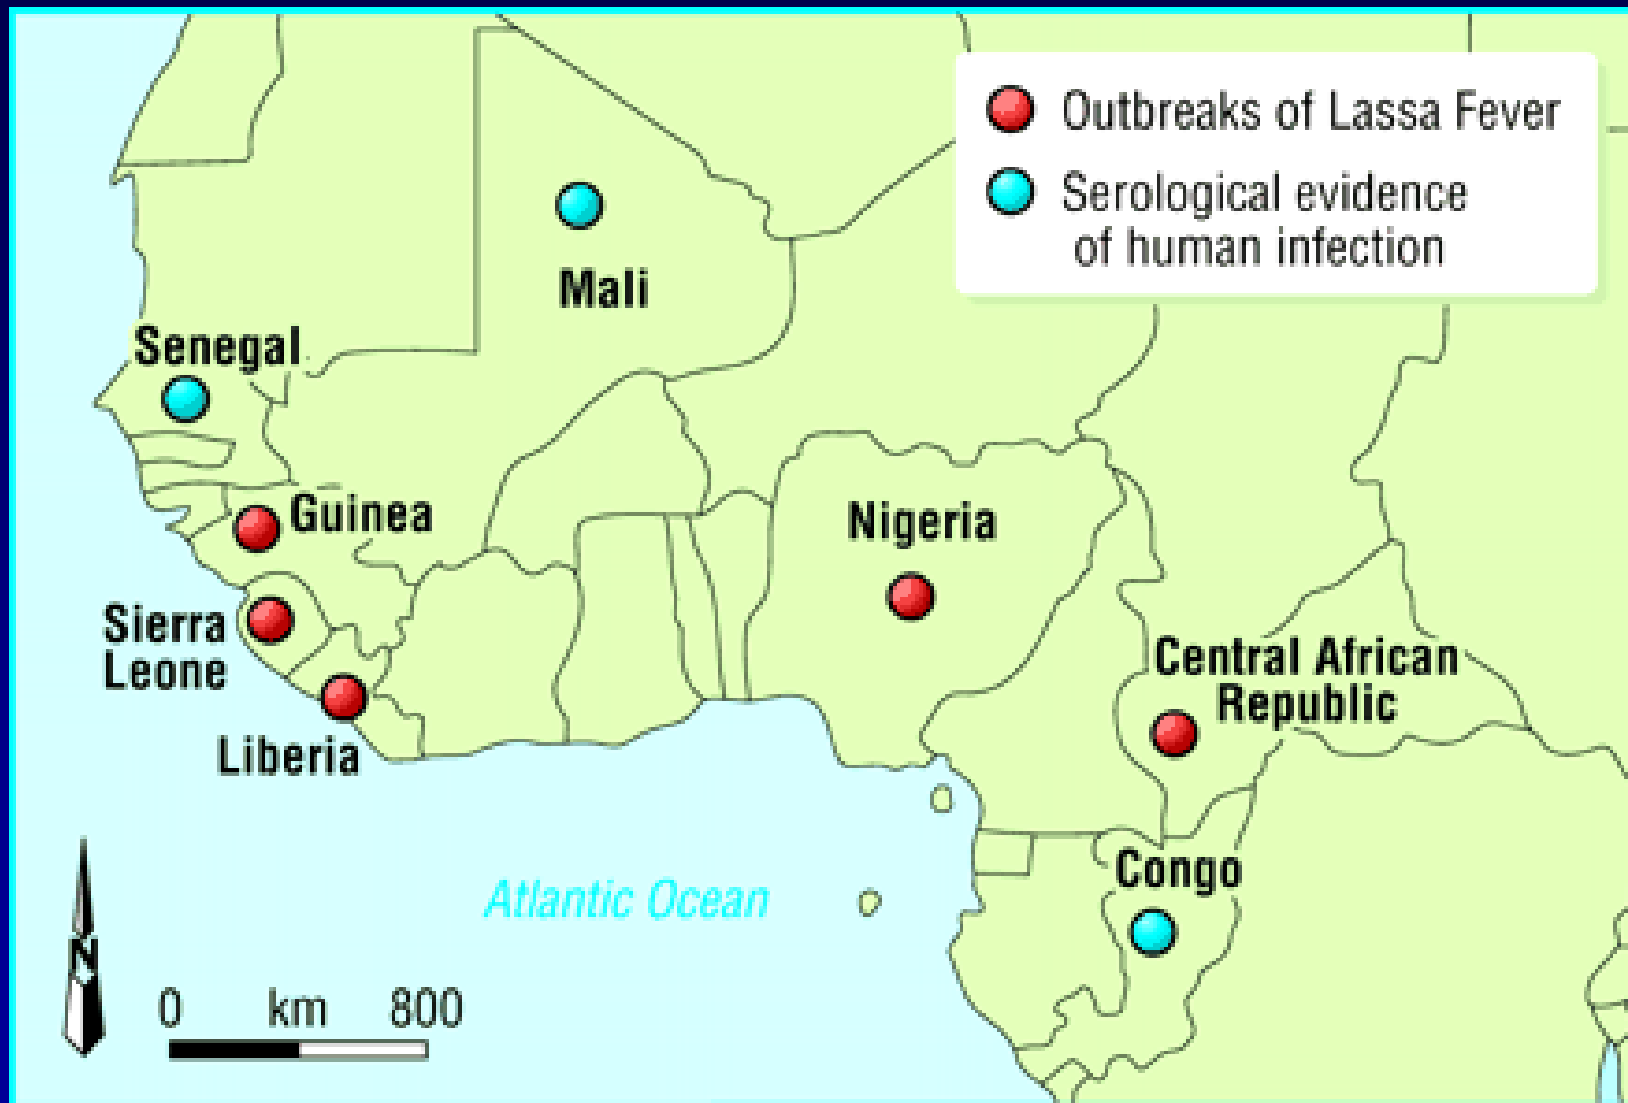 Outbreaks of Lassa Fever
Serological evidence
of human infection
Mali
Senegal
Guinea
Nigeria
Sierra
Leone
Central African
Republic
Liberia
Congo
Atlantic Ocean
N
0 km 800